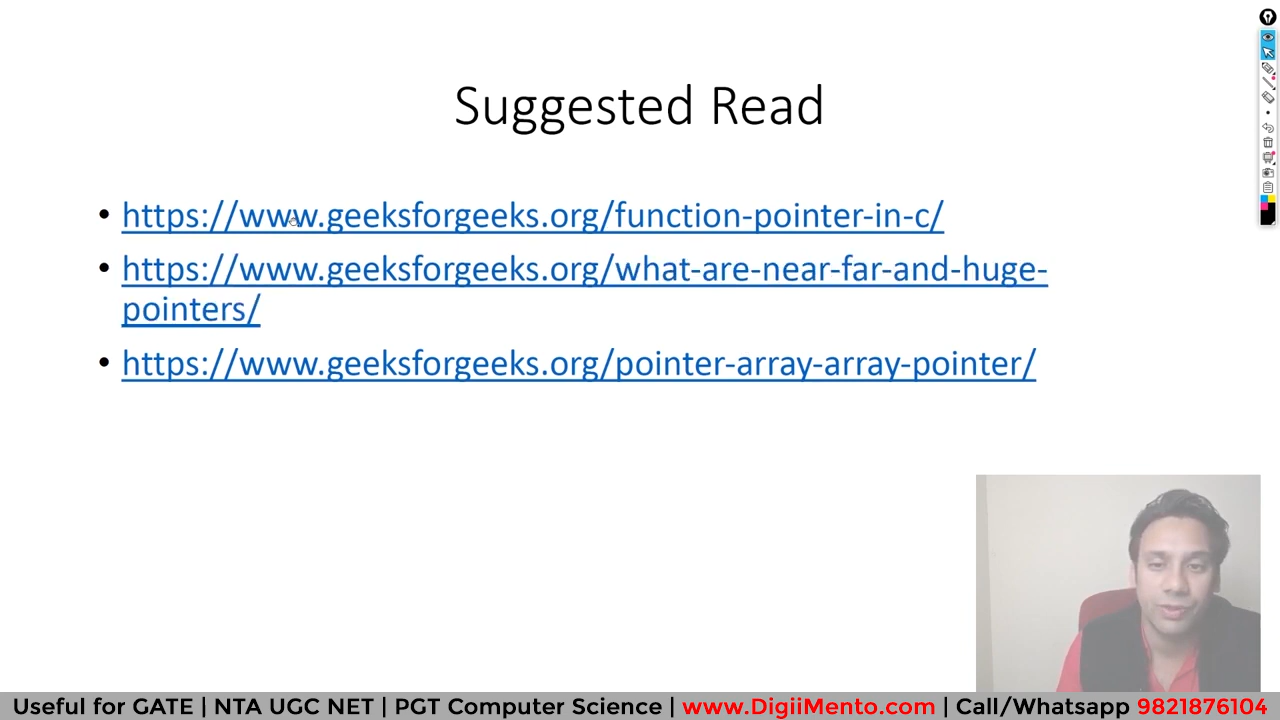 Suggested Read
• https://www.geeksforgeeks.org/function-pointer-in-c/
• https://www.geeksforgeeks.org/what-are-near-far-and-huge-
pointers/
• https://www.geeksforgeeks.org/pointer-array-array-pointer/
Useful for GATE | NTA UGC NET | PGT Computer Science | www.DigiiMento.com | Call/Whatsapp 9821876104